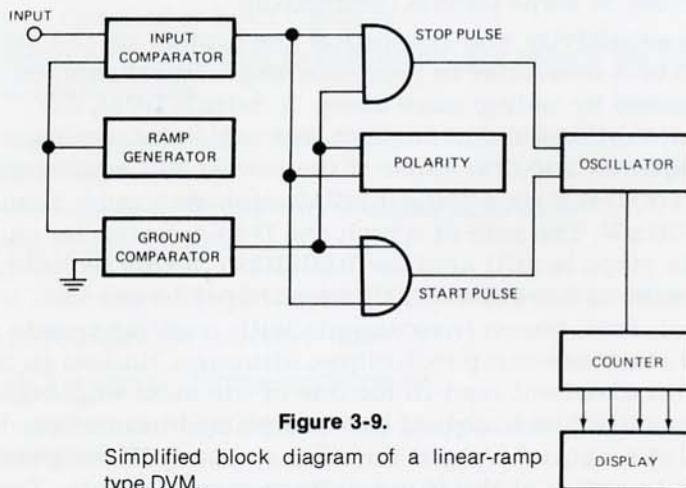 INPUT
INPUT
COMPARATOR
STOP PULSE
RAMP
GENERATOR
POLARITY
OSCILLATOR
GROUND
COMPARATOR
START PULSE
COUNTER
Figure 3-9.
Simplified block diagram of a linear-ramp
type DVM
DISPLAY